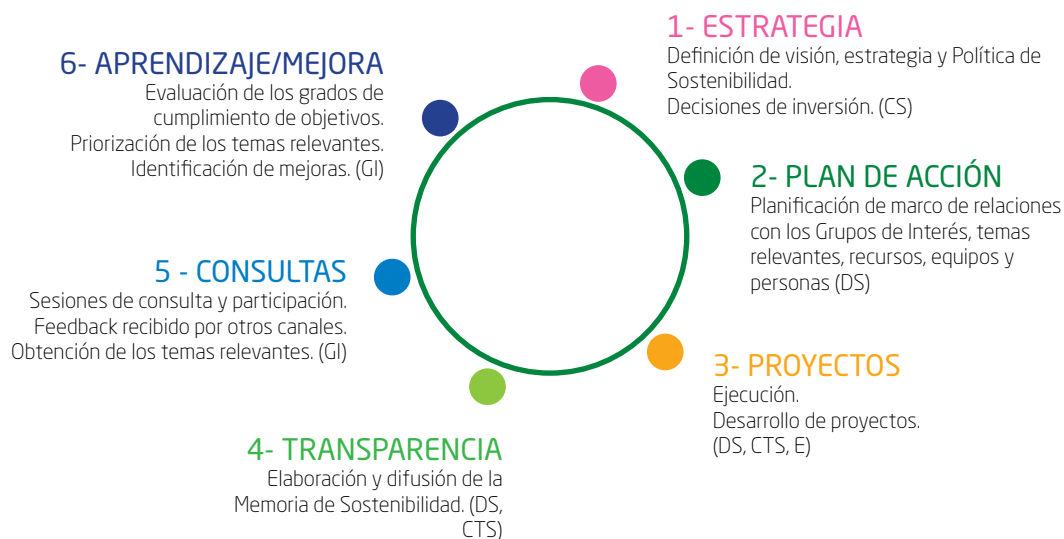 1- ESTRATEGIA
Definición de visión, estrategia y Política de
Sostenibilidad.
Decisiones de inversión. (CS)
2- PLAN DE ACCIÓN
Planificación de marco de relaciones
con los Grupos de Interés, temas
relevantes, recursos, equipos y
personas (DS)
3- PROYECTOS
Ejecución.
Desarrollo de proyectos.
(DS, CTS, E)
4- TRANSPARENCIA
Elaboración y difusión de la
Memoria de Sostenibilidad. (DS,
CTS)
5 - CONSULTAS
Sesiones de consulta y participación.
Feedback recibido por otros canales.
Obtención de los temas relevantes. (GI)
6- APRENDIZAJE/MEJORA
Evaluación de los grados de
cumplimiento de objetivos.
Priorización de los temas relevantes.
Identificación de mejoras. (GI)